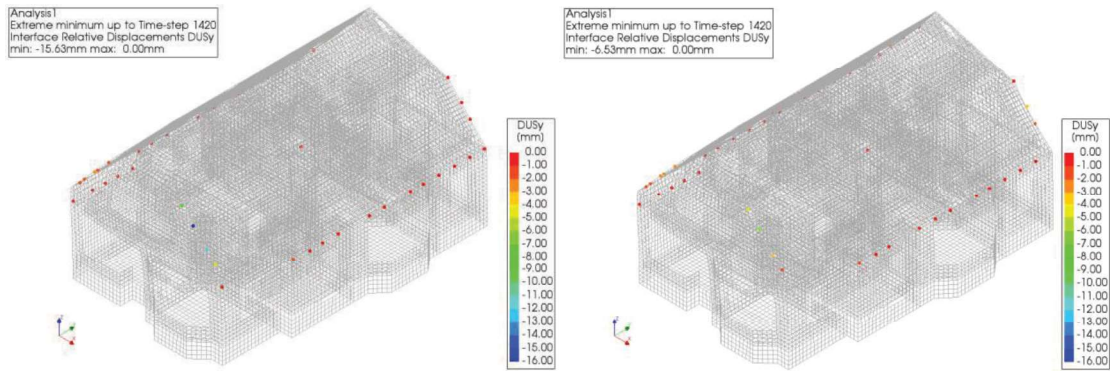 Analysis1
Extreme minimum up to Time-step 1420
Interface Relative Displacements DUSy
min: -15.63mm max: 0.00mm
DUSy
(mm)
0.00
-1.00
-2.00
-3.00
-4.00
-5.00
-6.00
-7.00
-8.00
-9.00
-10.00
-11.00
-12.00
-13.00
-14.00
-15.00
-16.00
Analysis1
Extreme minimum up to Time-step 1420
Interface Relative Displacements DUSy
min: -6.53mm max: 0.00mm
DUSy
(mm)
0.00
-1.00
-2.00
-3.00
-4.00
-5.00
-6.00
-7.00
-8.00
-9.00
-10.00
-11.00
-12.00
-13.00
-14.00
-15.00
-16.00